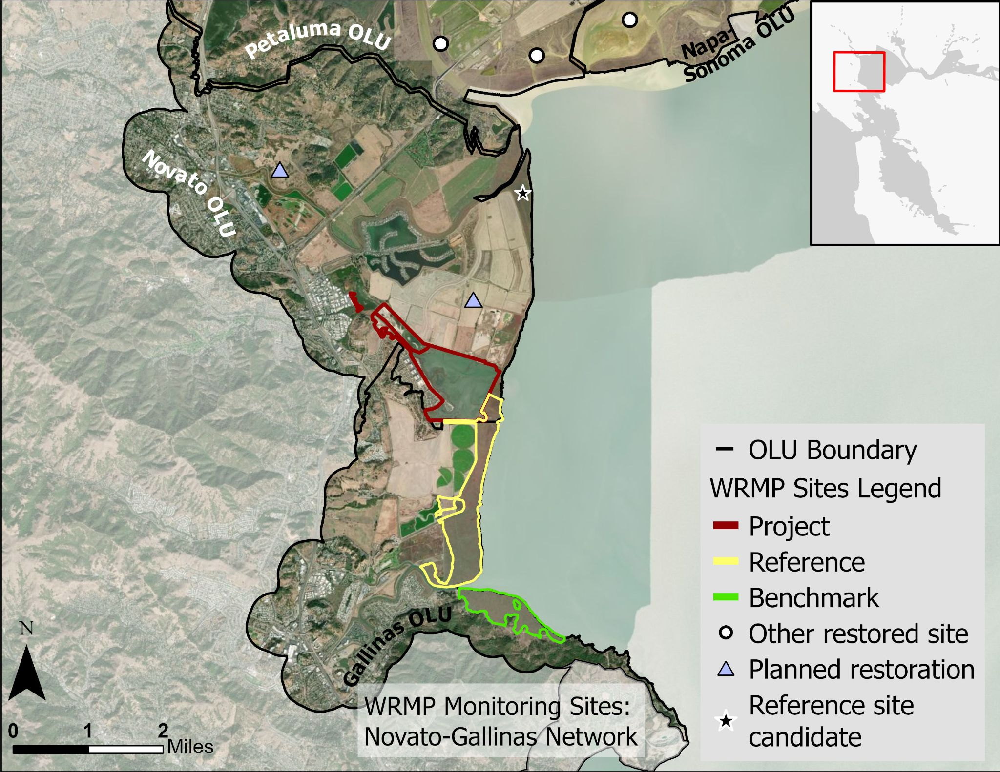 Petaluma OLU
Napa-
Sonoma OLU
Novato OLU
Gallinas OLU
OLU Boundary
WRMP Sites Legend
Project
Reference
Benchmark
Other restored site
Planned restoration
Reference site
candidate
N
0 1 2
Miles
WRMP Monitoring Sites:
Novato-Gallinas Network